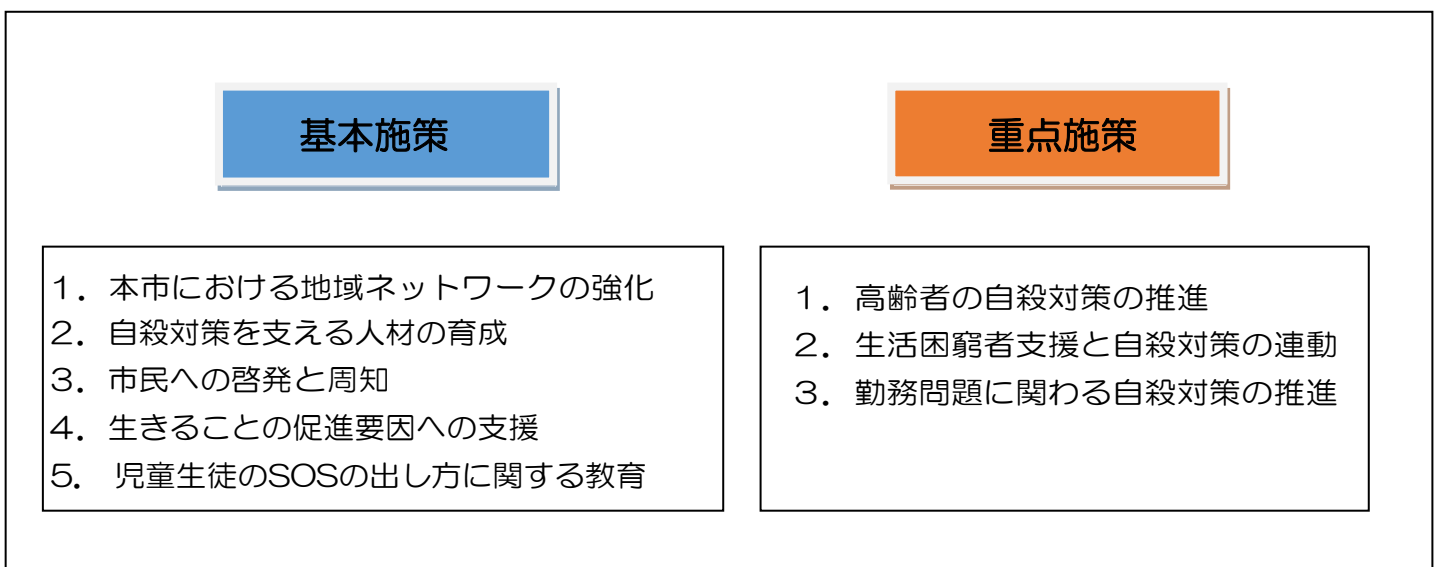 基本施策
1．本市における地域ネットワークの強化
2．自殺対策を支える人材の育成
3．市民への啓発と周知
4．生きることの促進要因への支援
5． 児童生徒のSOSの出し方に関する教育
重点施策
1．高齢者の自殺対策の推進
2．生活困窮者支援と自殺対策の連動
3．勤務問題に関わる自殺対策の推進